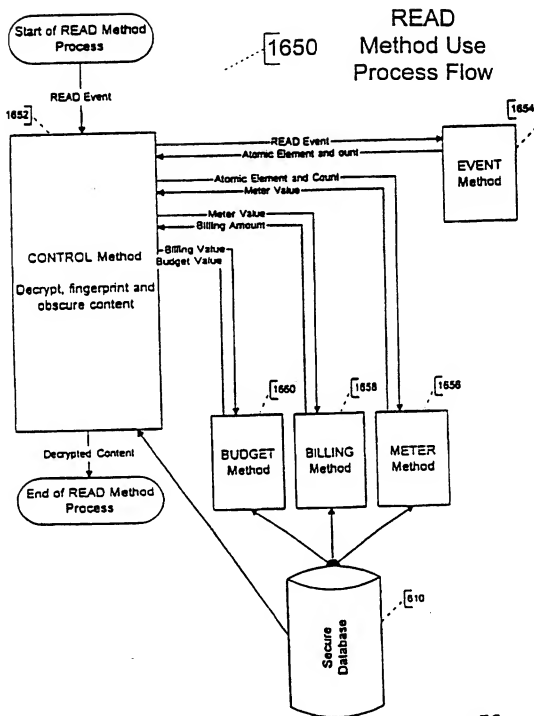 READ
Method Use
Process Flow
1650
Start of READ Method
Process
READ Event
1652
1654
READ Event
Atomic Element and ount
EVENT
Method
Atomic Element and Count
Meter Value
Meter Value
Billing Amount
Billing Value
Budget Value
CONTROL Method
Decrypt, fingerprint and
obscure content
1660
1658
1656
BUDGET
Method
BILLING
Method
METER
Method
Decrypted Content
End of READ Method
Process
Secure
Database
610